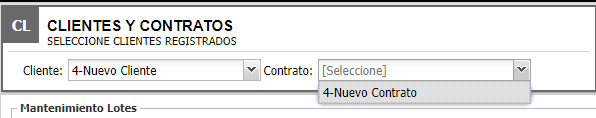 CL
CLIENTES Y CONTRATOS
SELECCIONE CLIENTES REGISTRADOS
Cliente: 4-Nuevo Cliente Contrato: [Seleccione]
4-Nuevo Contrato
Mantenimiento Lotes